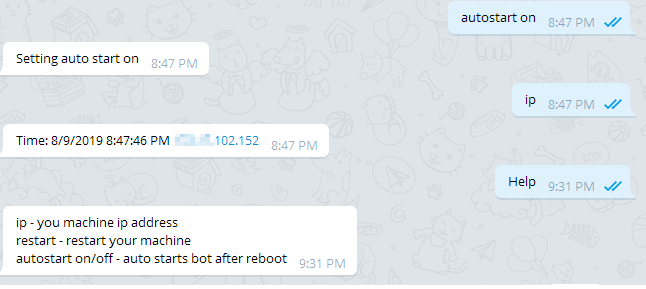 autostart on 8:47 PM
Setting auto start on 8:47 PM
ip 8:47 PM
Time: 8/9/2019 8:47:46 PM .102.152 8:47 PM
Help 9:31 PM
ip - you machine ip address
restart - restart your machine
autostart on/off - auto starts bot after reboot 9:31 PM